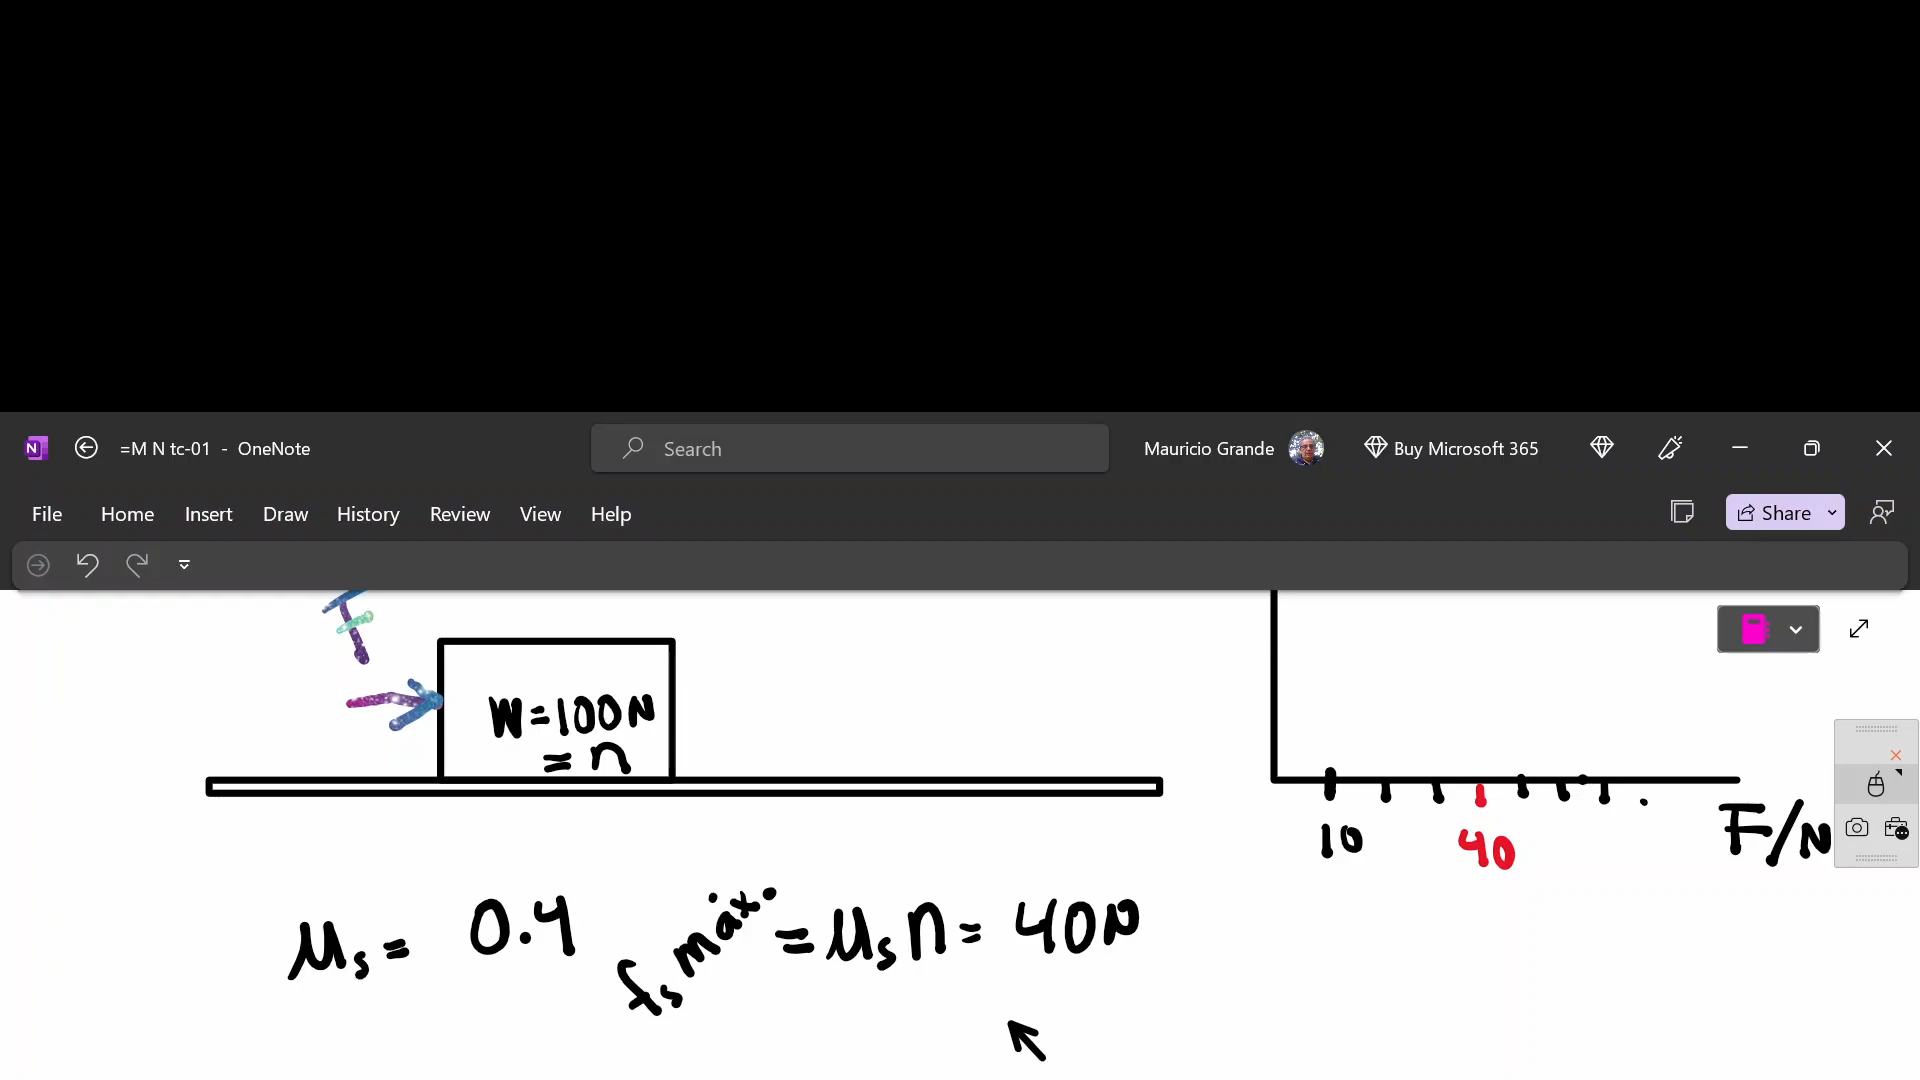 =M N tc-01 - OneNote
Search
Mauricio Grande
Buy Microsoft 365
File Home Insert Draw History Review View Help
Share
F
W=100N
= n
10 40 F/N
μs = 0.4 fs máx. = μs n = 40N